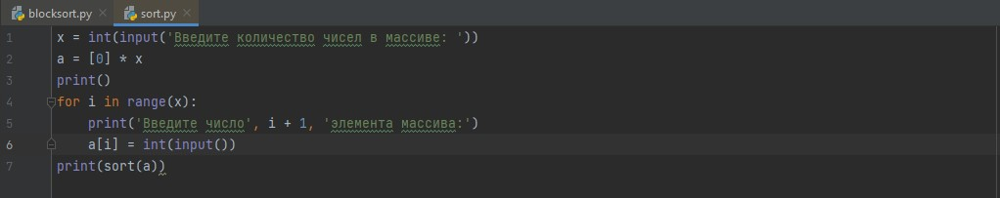 blocksort.py sort.py
1 x = int(input('Введите количество чисел в массиве: '))
2 a = [0] * x
3 print()
4 for i in range(x):
5     print('Введите число', i + 1, 'элемента массива:')
6     a[i] = int(input())
7 print(sort(a))